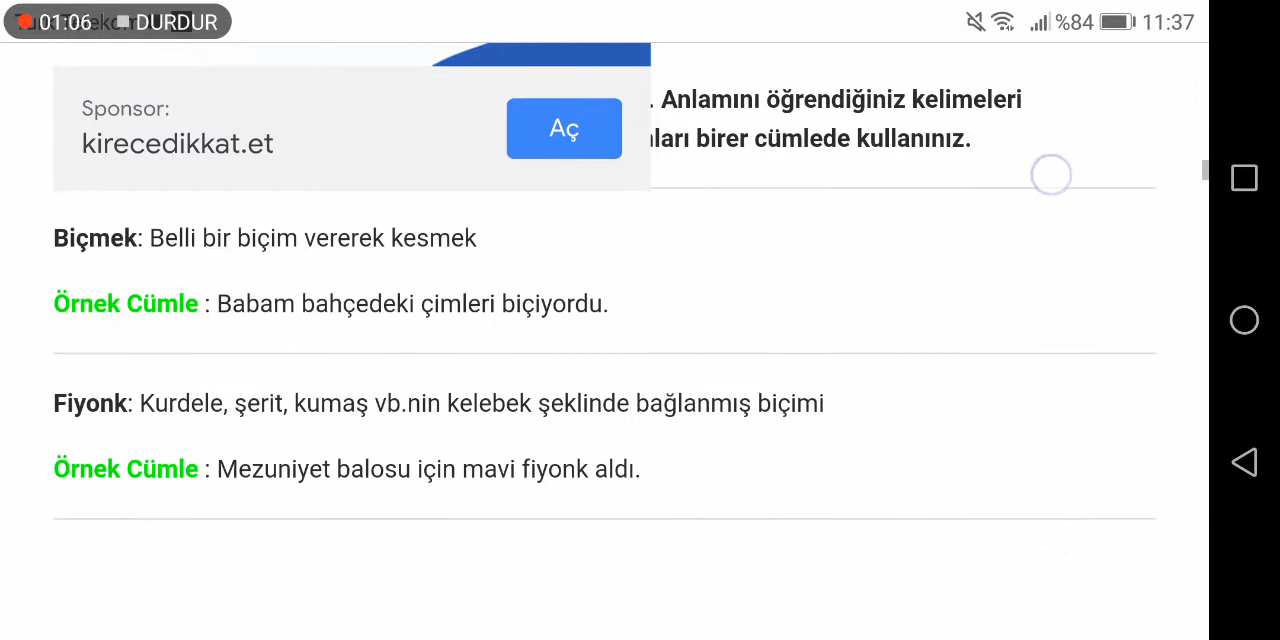 01:06 DURDUR
%84 11:37
Sponsor:
kirecedikkat.et
Aç
. Anlamını öğrendiğiniz kelimeleri
birer cümlede kullanınız.
Biçmek: Belli bir biçim vererek kesmek
Örnek Cümle : Babam bahçedeki çimleri biçiyordu.
Fiyonk: Kurdele, şerit, kumaş vb.nin kelebek şeklinde bağlanmış biçimi
Örnek Cümle : Mezuniyet balosu için mavi fiyonk aldı.